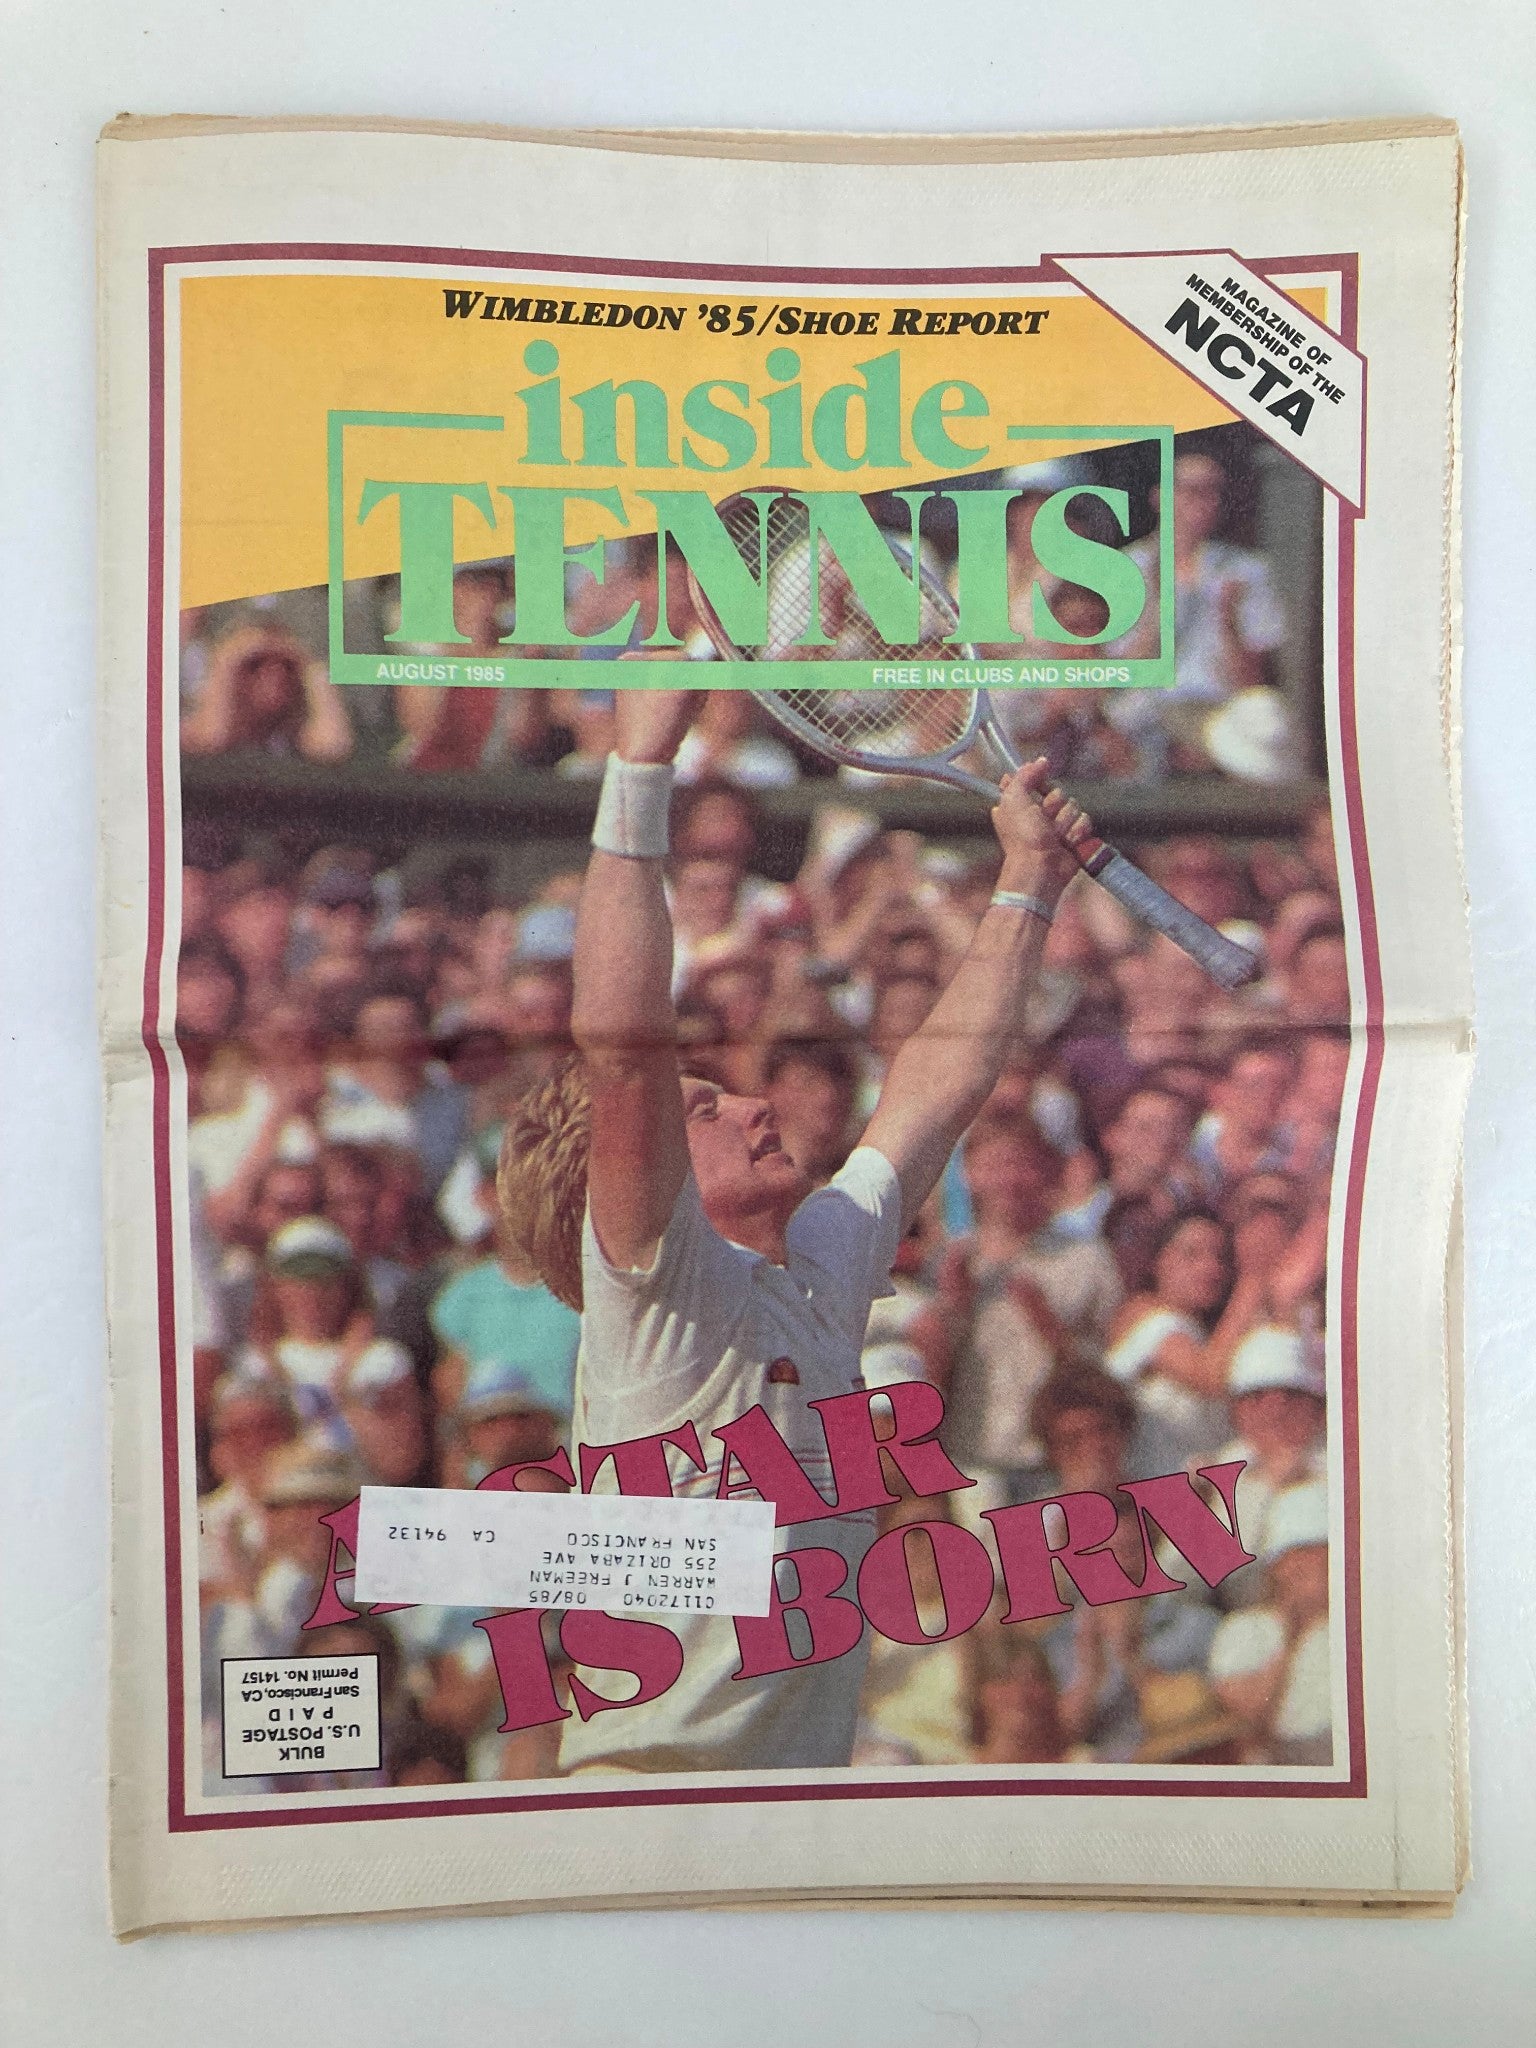 WIMBLEDON '85/SHOE REPORT
MAGAZINE OF
MEMBERSHIP OF THE
NCTA
inside
TENNIS
AUGUST 1985
FREE IN CLUBS AND SHOPS
A STAR
IS BORN
C1172040 08/85
WARREN J FREEMAN
255 ORIZABA AVE
SAN FRANCISCO CA 94132
BULK
U.S. POSTAGE
PAID
San Francisco, CA
Permit No. 14157